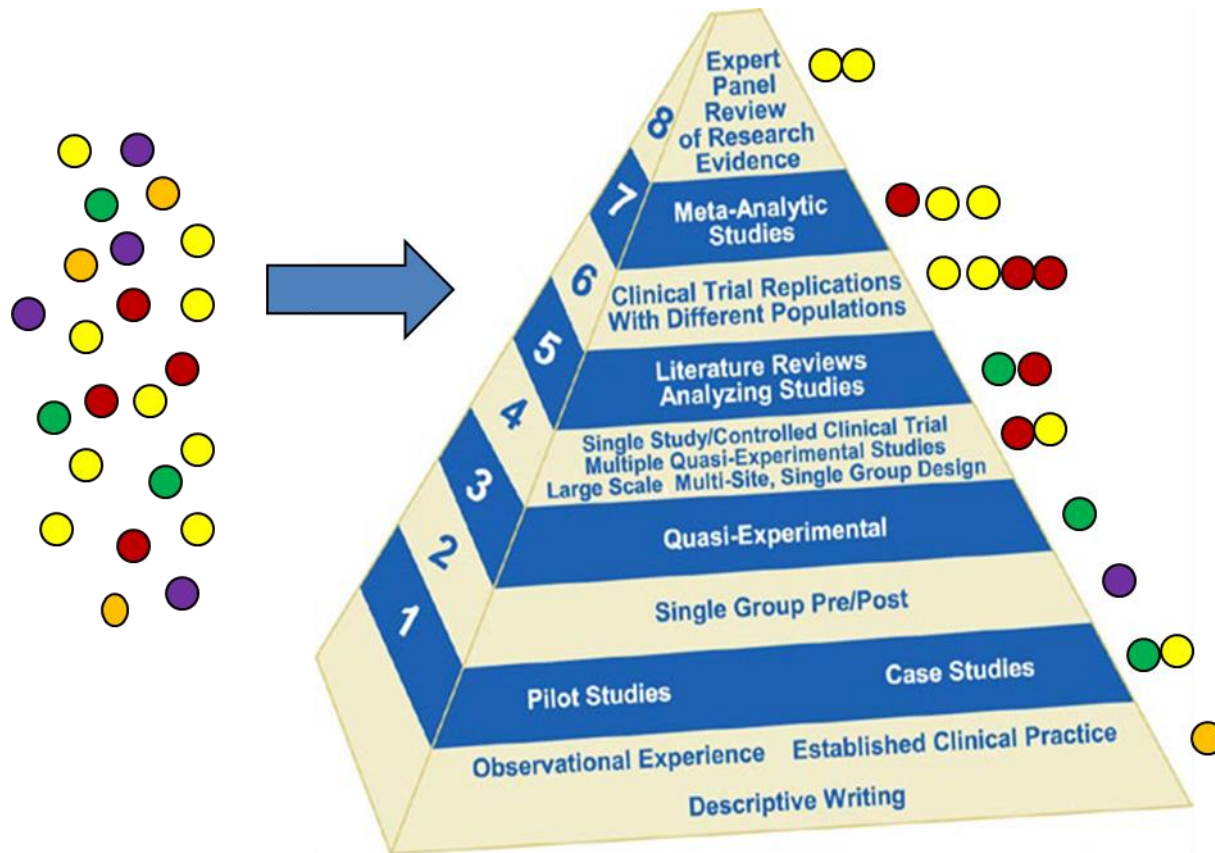 8
Expert
Panel
Review
of Research
Evidence
7
Meta-Analytic
Studies
6
Clinical Trial Replications
With Different Populations
5
Literature Reviews
Analyzing Studies
4
Single Study/Controlled Clinical Trial
Multiple Quasi-Experimental Studies
Large Scale Multi-Site, Single Group Design
3
Quasi-Experimental
2
Single Group Pre/Post
1
Pilot Studies
Case Studies
Observational Experience
Established Clinical Practice
Descriptive Writing